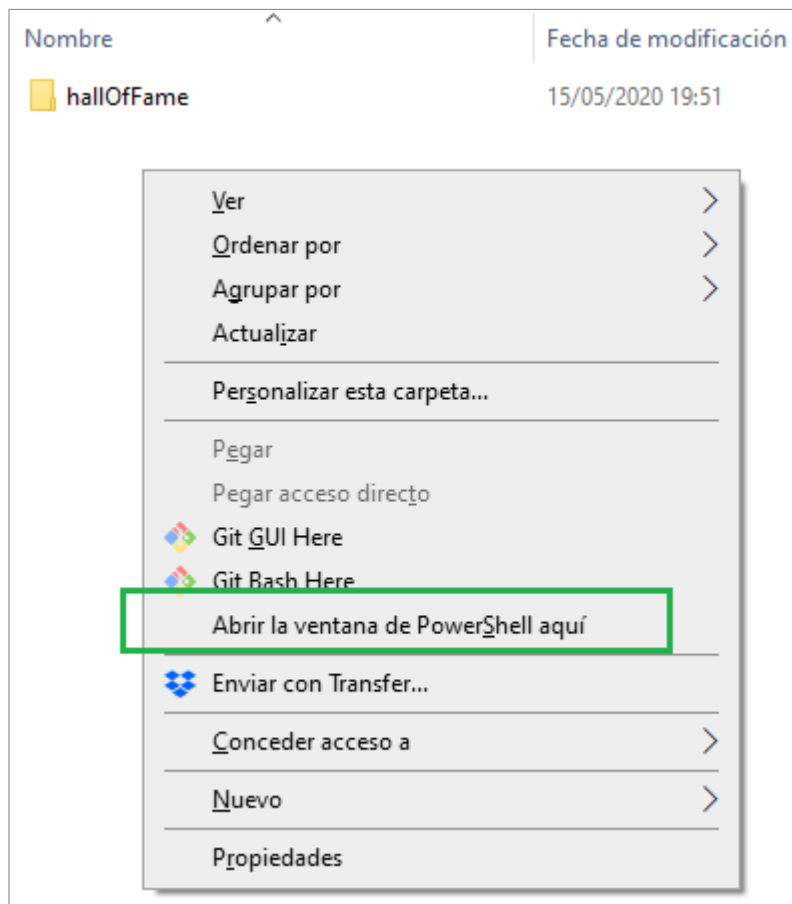 Nombre Fecha de modificación
hallOfFame 15/05/2020 19:51
Ver
Ordenar por
Agrupar por
Actualizar
Personalizar esta carpeta...
Pegar
Pegar acceso directo
Git GUI Here
Git Bash Here
Abrir la ventana de PowerShell aquí
Enviar con Transfer...
Conceder acceso a
Nuevo
Propiedades